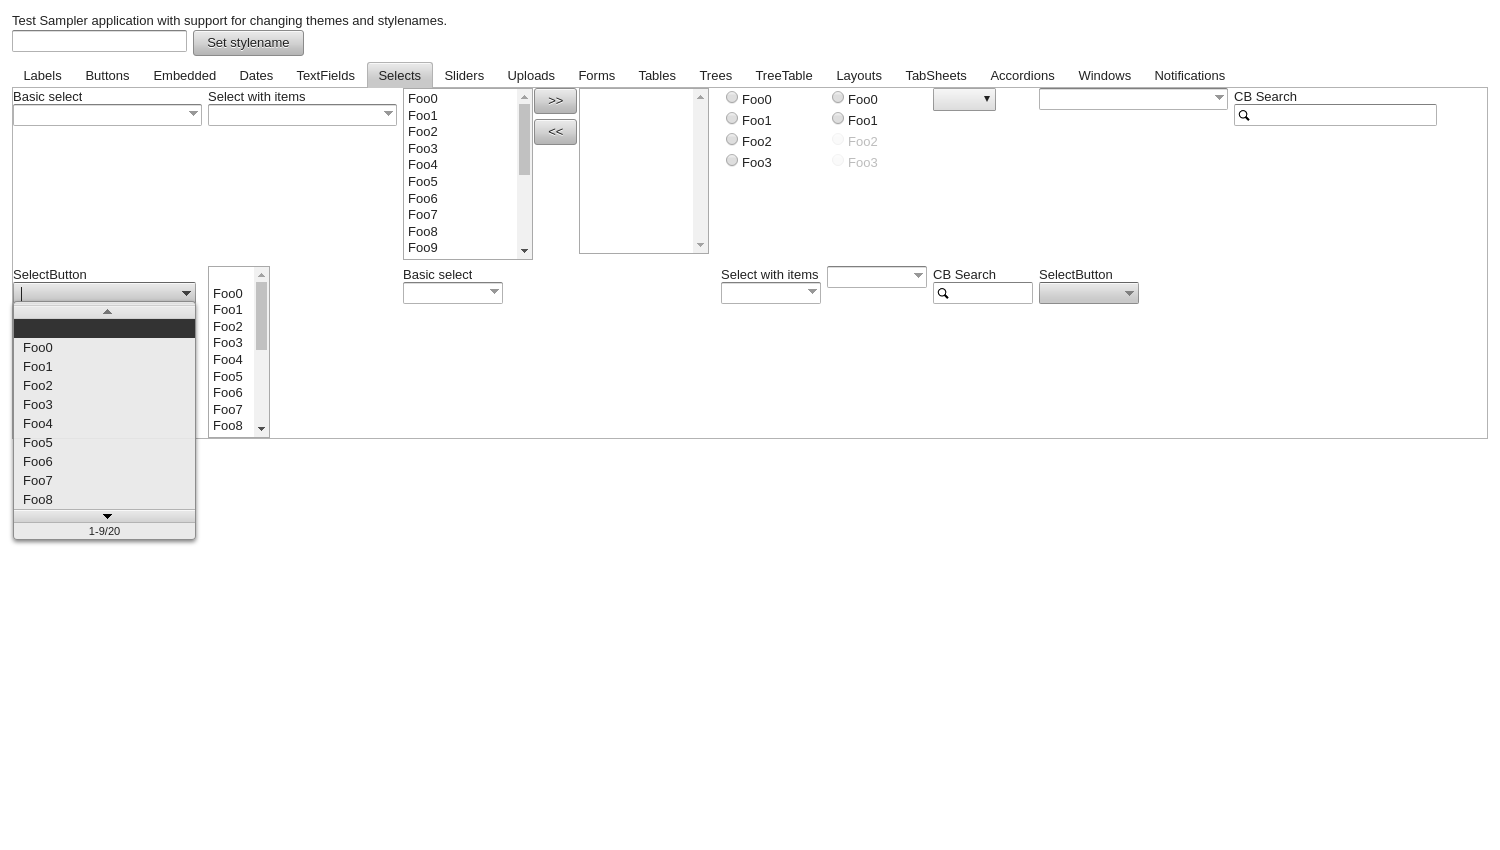 Test Sampler application with support for changing themes and stylenames.
Set stylename
Labels Buttons Embedded Dates TextFields Selects Sliders Uploads Forms Tables Trees TreeTable Layouts TabSheets Accordions Windows Notifications
Basic select
Select with items
Foo0
Foo1
Foo2
Foo3
Foo4
Foo5
Foo6
Foo7
Foo8
Foo9
>>
<<
Foo0
Foo1
Foo2
Foo3
Foo0
Foo1
Foo2
Foo3
CB Search
SelectButton
Foo0
Foo1
Foo2
Foo3
Foo4
Foo5
Foo6
Foo7
Foo8
1-9/20
Foo0
Foo1
Foo2
Foo3
Foo4
Foo5
Foo6
Foo7
Foo8
Basic select
Select with items
CB Search
SelectButton